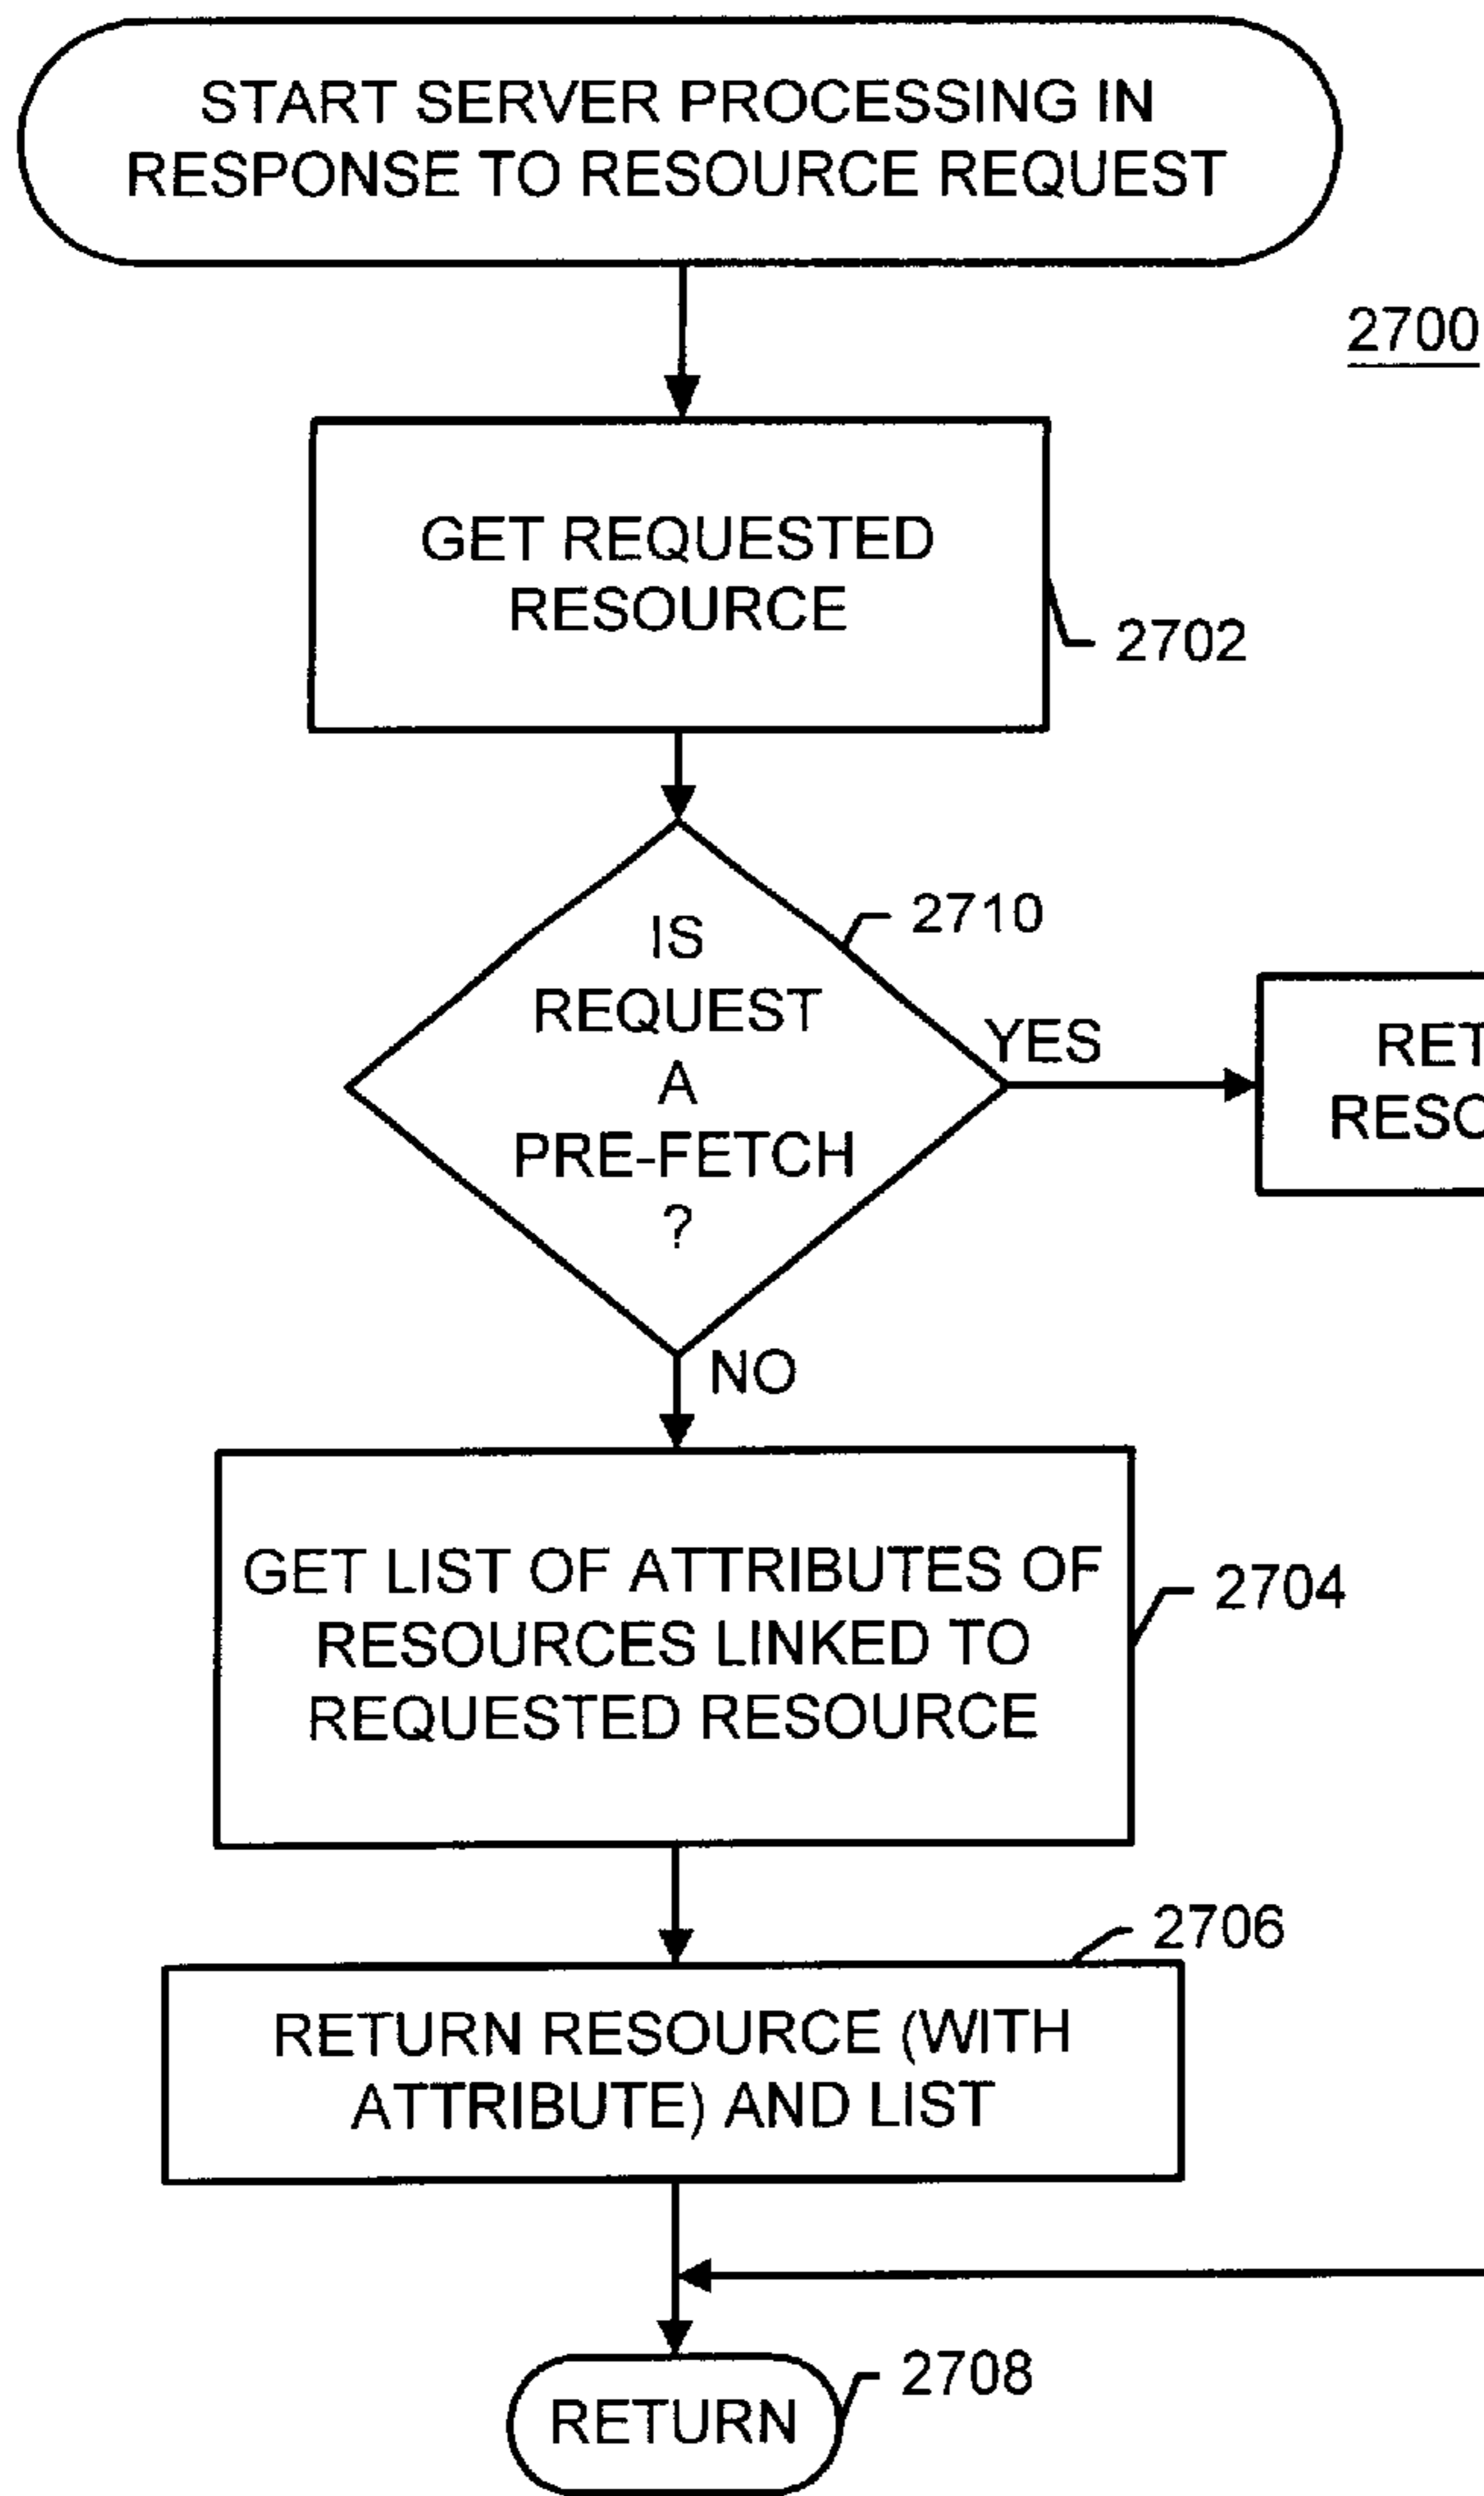 START SERVER PROCESSING IN
RESPONSE TO RESOURCE REQUEST
2700
GET REQUESTED
RESOURCE
2702
2710
IS
REQUEST
A
PRE-FETCH
?
YES
RET
RESO
NO
GET LIST OF ATTRIBUTES OF
RESOURCES LINKED TO
REQUESTED RESOURCE
2704
2706
RETURN RESOURCE (WITH
ATTRIBUTE) AND LIST
RETURN
2708